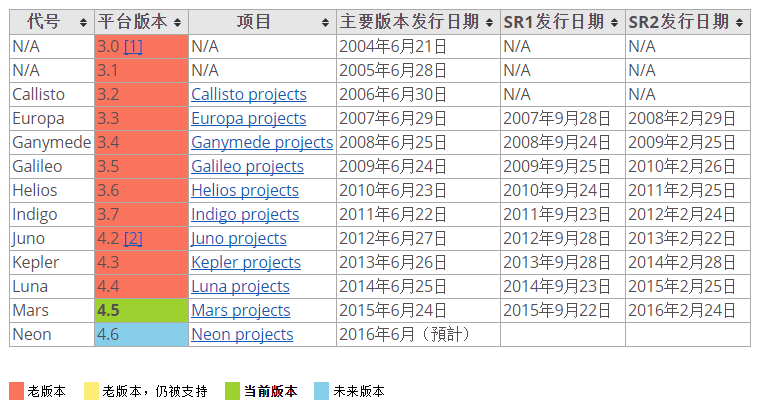 代号 平台版本 项目 主要版本发行日期 SR1发行日期 SR2发行日期
N/A 3.0 [1] N/A 2004年6月21日 N/A N/A
N/A 3.1 N/A 2005年6月28日 N/A N/A
Callisto 3.2 Callisto projects 2006年6月30日 N/A N/A
Europa 3.3 Europa projects 2007年6月29日 2007年9月28日 2008年2月29日
Ganymede 3.4 Ganymede projects 2008年6月25日 2008年9月24日 2009年2月25日
Galileo 3.5 Galileo projects 2009年6月24日 2009年9月25日 2010年2月26日
Helios 3.6 Helios projects 2010年6月23日 2010年9月24日 2011年2月25日
Indigo 3.7 Indigo projects 2011年6月22日 2011年9月23日 2012年2月24日
Juno 4.2 [2] Juno projects 2012年6月27日 2012年9月28日 2013年2月22日
Kepler 4.3 Kepler projects 2013年6月26日 2013年9月28日 2014年2月28日
Luna 4.4 Luna projects 2014年6月25日 2014年9月23日 2015年2月25日
Mars 4.5 Mars projects 2015年6月24日 2015年9月22日 2016年2月24日
Neon 4.6 Neon projects 2016年6月（預計）
老版本 老版本，仍被支持 当前版本 未来版本